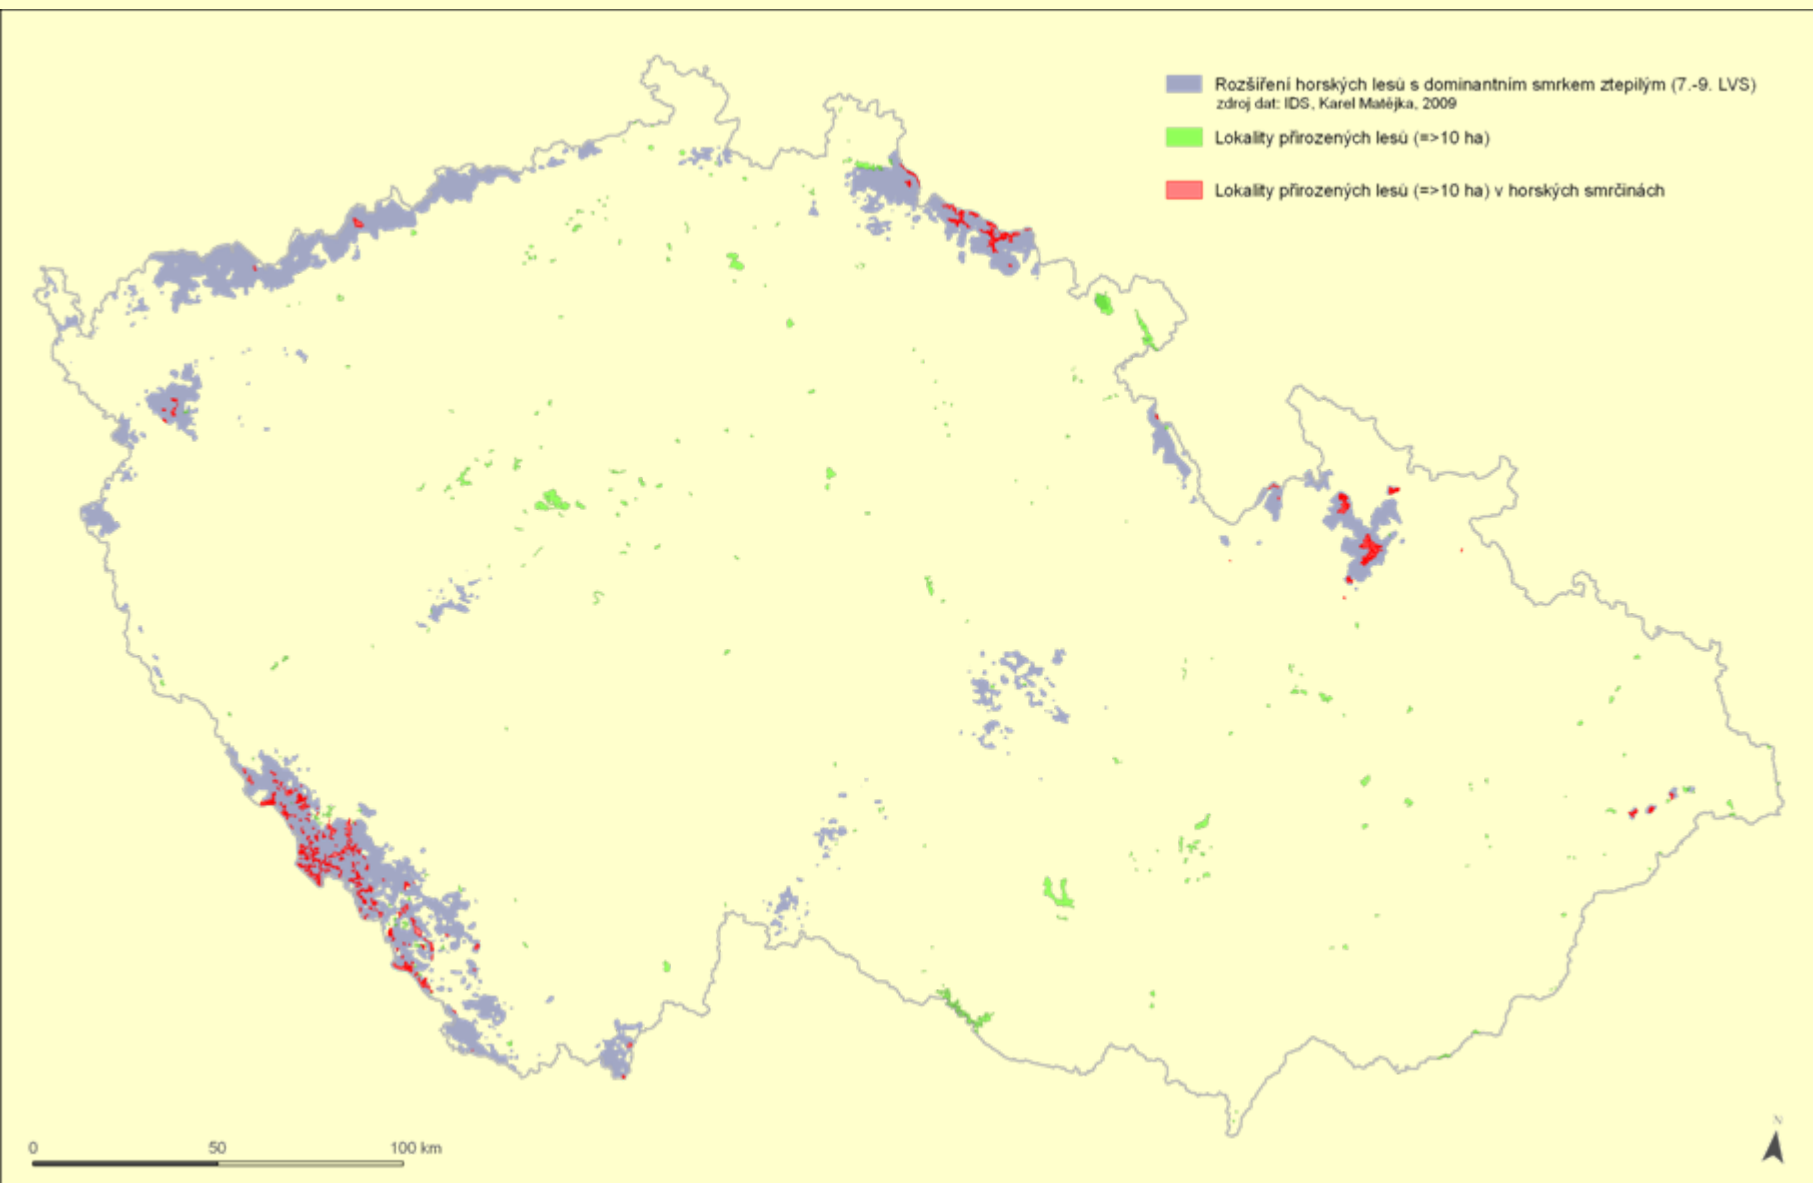 Rozšíření horských lesů s dominantním smrkem ztepilým (7.-9. LVS)
zdroj dat: IDS, Karel Matějka, 2009
Lokality přirozených lesů (=>10 ha)
Lokality přirozených lesů (=>10 ha) v horských smrčinách
0 50 100 km
N